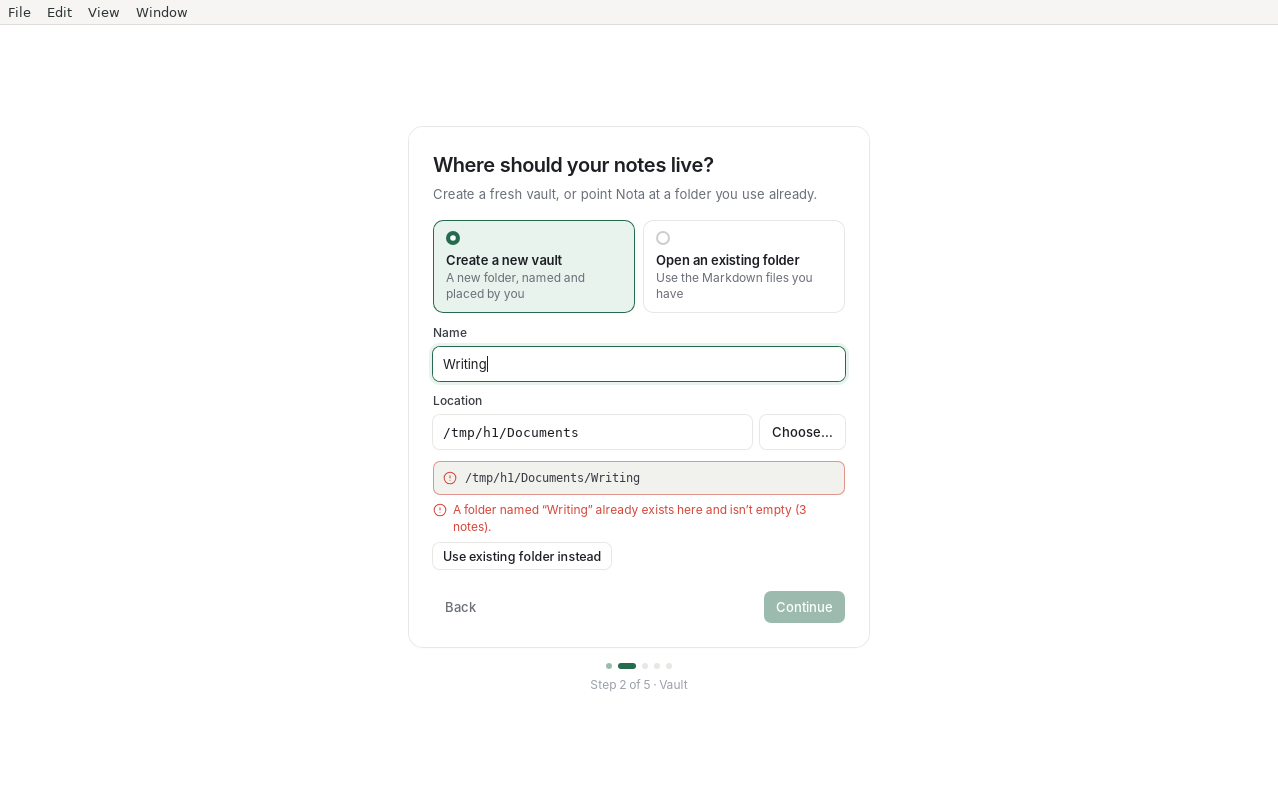 File Edit View Window
Where should your notes live?
Create a fresh vault, or point Nota at a folder you use already.
Create a new vault
A new folder, named and
placed by you
Open an existing folder
Use the Markdown files you
have
Name
Writing
Location
/tmp/h1/Documents
Choose...
/tmp/h1/Documents/Writing
A folder named “Writing” already exists here and isn’t empty (3
notes).
Use existing folder instead
Back
Continue
Step 2 of 5 · Vault